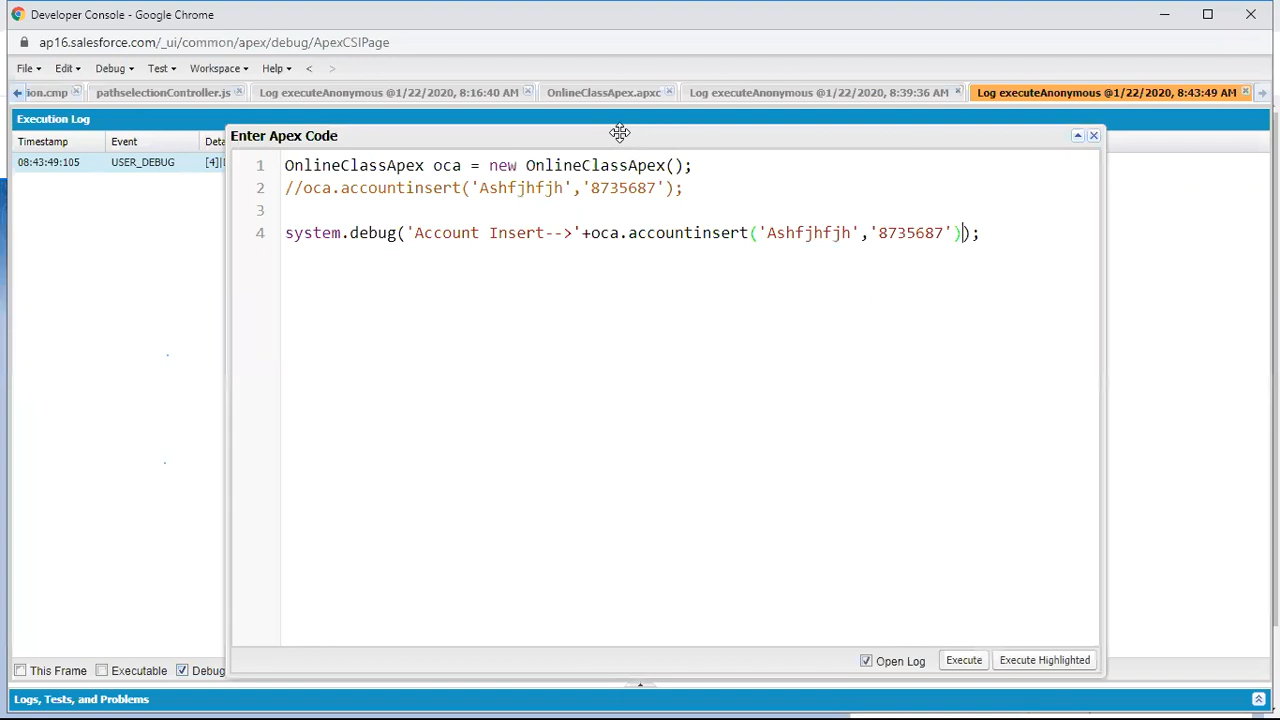 Developer Console - Google Chrome
ap16.salesforce.com/_ui/common/apex/debug/ApexCSIPage
File Edit Debug Test Workspace Help < >
ion.cmp pathselectionController.js Log executeAnonymous @1/22/2020, 8:16:40 AM OnlineClassApex.apxc Log executeAnonymous @1/22/2020, 8:39:36 AM Log executeAnonymous @1/22/2020, 8:43:49 AM
Execution Log
Timestamp Event Deta
08:43:49:105 USER_DEBUG [4]|
Enter Apex Code
1 OnlineClassApex oca = new OnlineClassApex();
2 //oca.accountinsert('Ashfjhfjh','8735687');
3
4 system.debug('Account Insert-->'+oca.accountinsert('Ashfjhfjh','8735687'));
This Frame Executable Debug
Open Log Execute Execute Highlighted
Logs, Tests, and Problems